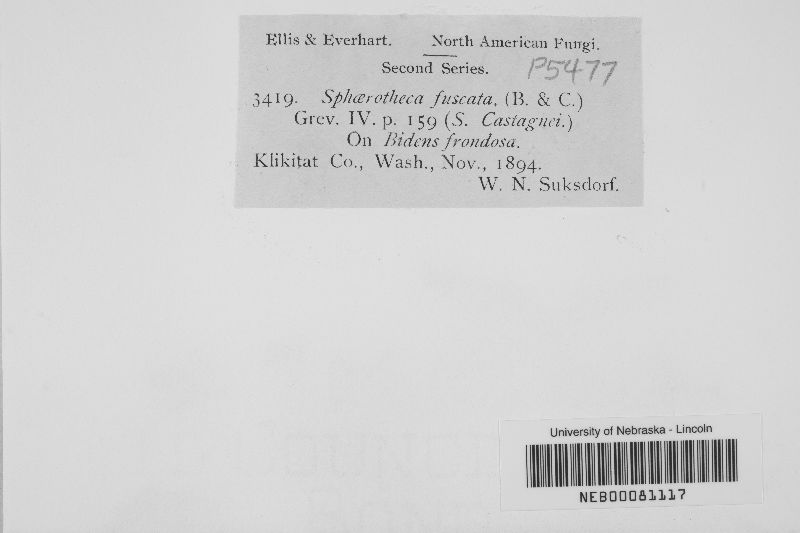 Ellis & Everhart. North American Fungi.
Second Series. P5477
3419. Sphærotheca fuscata, (B. & C.)
Grev. IV. p. 159 (S. Castagnei.)
On Bidens frondosa.
Klikitat Co., Wash., Nov., 1894.
W. N. Suksdorf.
University of Nebraska - Lincoln
NEB00081117